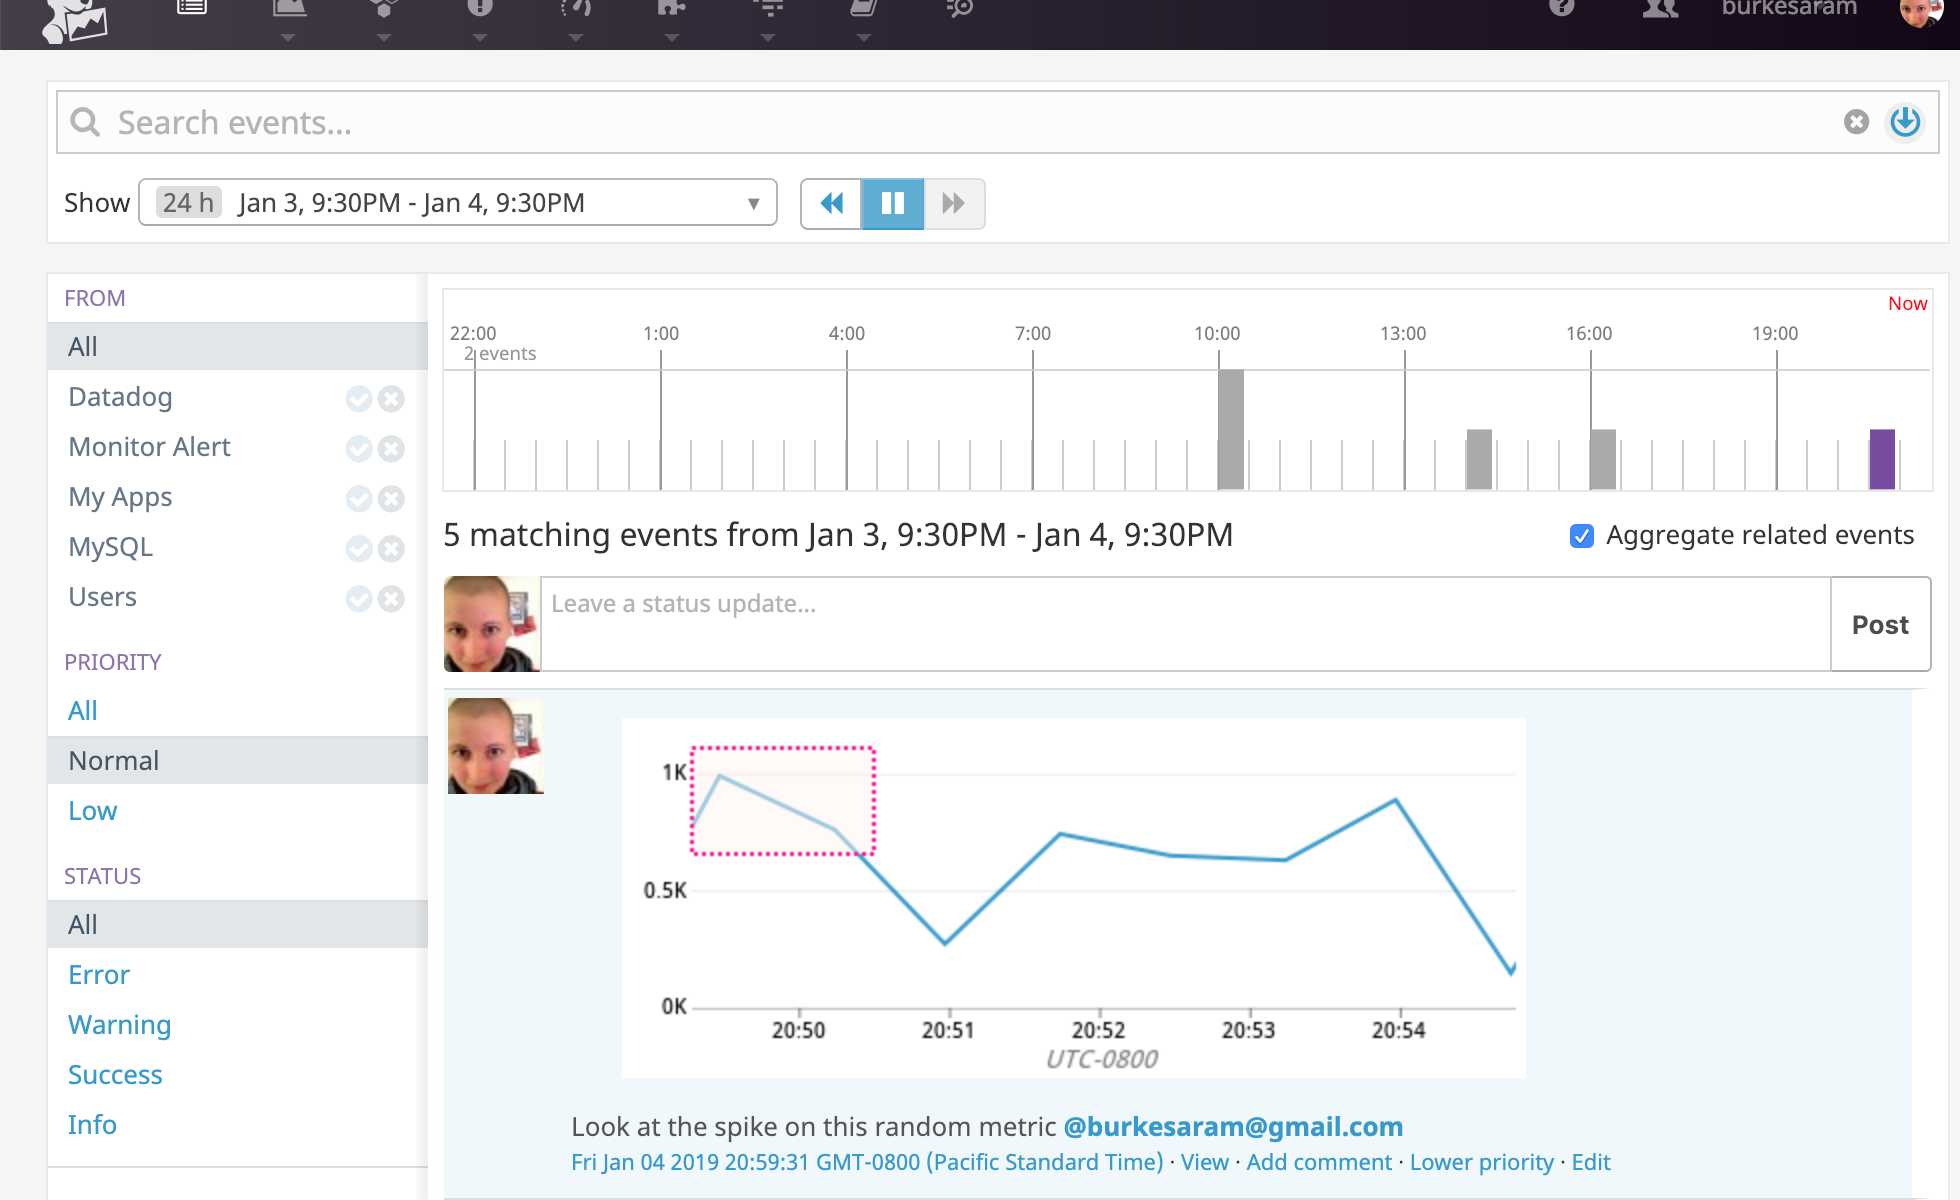 burkesaram
Search events...
Show 24 h Jan 3, 9:30PM - Jan 4, 9:30PM
FROM
All
Datadog
Monitor Alert
My Apps
MySQL
Users
PRIORITY
All
Normal
Low
STATUS
All
Error
Warning
Success
Info
Now
22:00 1:00 4:00 7:00 10:00 13:00 16:00 19:00
2 events
5 matching events from Jan 3, 9:30PM - Jan 4, 9:30PM
Aggregate related events
Leave a status update...
Post
1K
0.5K
0K
20:50 20:51 20:52 20:53 20:54
UTC-0800
Look at the spike on this random metric @burkesaram@gmail.com
Fri Jan 04 2019 20:59:31 GMT-0800 (Pacific Standard Time) · View · Add comment · Lower priority · Edit